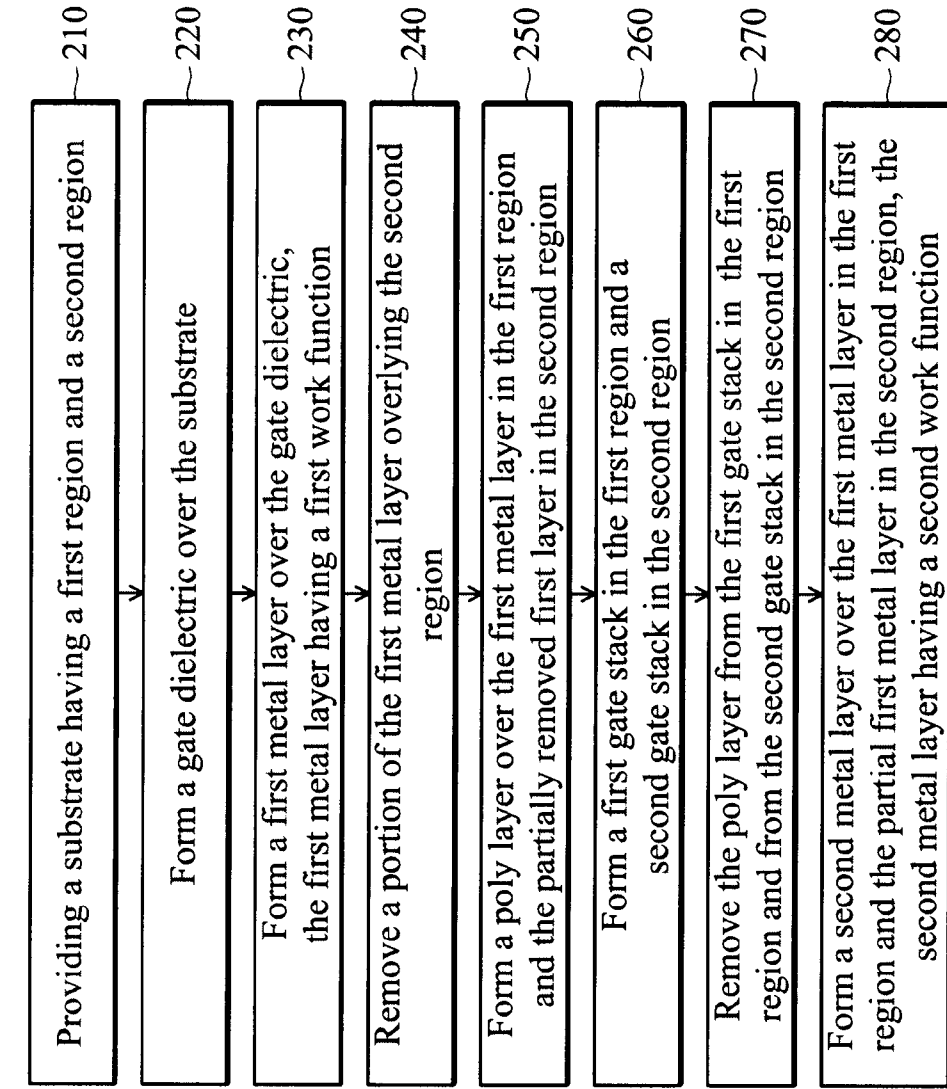 Providing a substrate having a first region and a second region
210
Form a gate dielectric over the substrate
220
Form a first metal layer over the gate dielectric,
the first metal layer having a first work function
230
Remove a portion of the first metal layer overlying the second
region
240
Form a poly layer over the first metal layer in the first region
and the partially removed first layer in the second region
250
Form a first gate stack in the first region and a
second gate stack in the second region
260
Remove the poly layer from the first gate stack in the first
region and from the second gate stack in the second region
270
Form a second metal layer over the first metal layer in the first
region and the partial first metal layer in the second region, the
second metal layer having a second work function
280